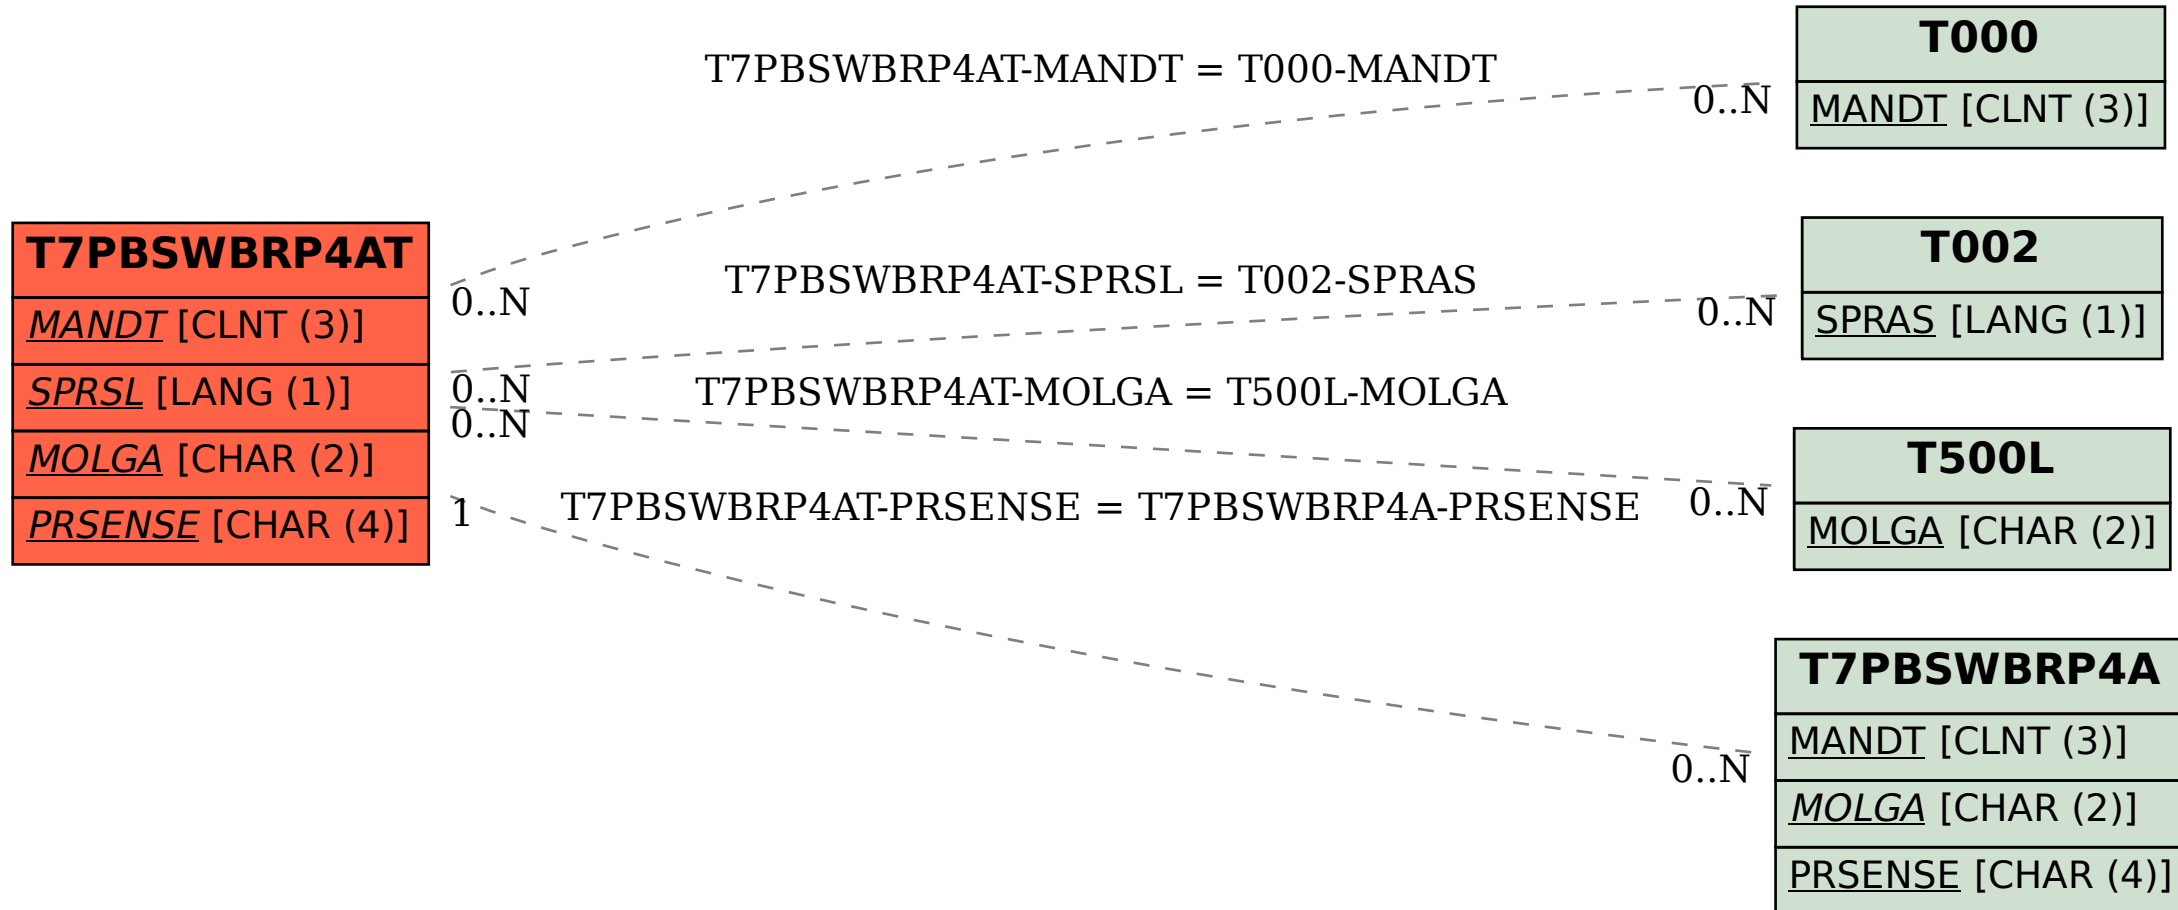 T7PBSWBRP4AT
MANDT [CLNT (3)]
SPRSL [LANG (1)]
MOLGA [CHAR (2)]
PRSENSE [CHAR (4)]
T7PBSWBRP4AT-MANDT = T000-MANDT
0..N
0..N
T7PBSWBRP4AT-SPRSL = T002-SPRAS
0..N
0..N
T7PBSWBRP4AT-MOLGA = T500L-MOLGA
0..N
0..N
T7PBSWBRP4AT-PRSENSE = T7PBSWBRP4A-PRSENSE
1
0..N
T000
MANDT [CLNT (3)]
T002
SPRAS [LANG (1)]
T500L
MOLGA [CHAR (2)]
T7PBSWBRP4A
MANDT [CLNT (3)]
MOLGA [CHAR (2)]
PRSENSE [CHAR (4)]